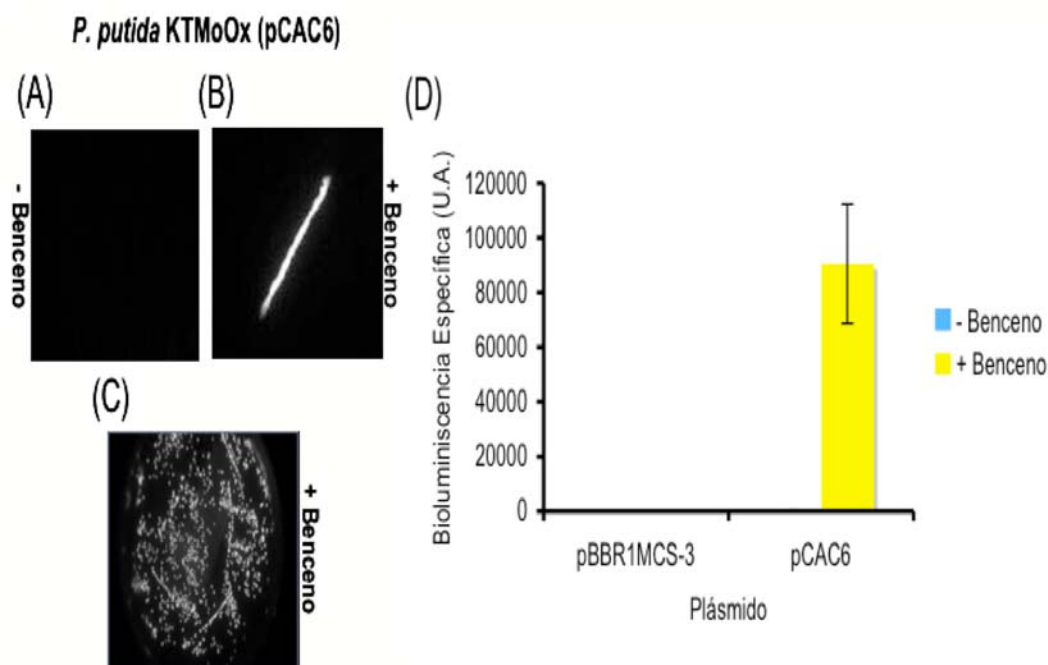 P. putida KTMoOx (pCAC6)
(A)
(B)
(D)
- Benceno
+ Benceno
(C)
+ Benceno
Bioluminiscencia Específica (U.A.)
120000
100000
80000
60000
40000
20000
0
pBBR1MCS-3
pCAC6
Plásmido
- Benceno
+ Benceno